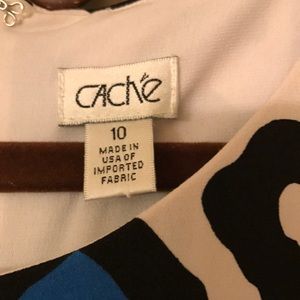 CACHÉ
10
MADE IN
USA OF
IMPORTED
FABRIC